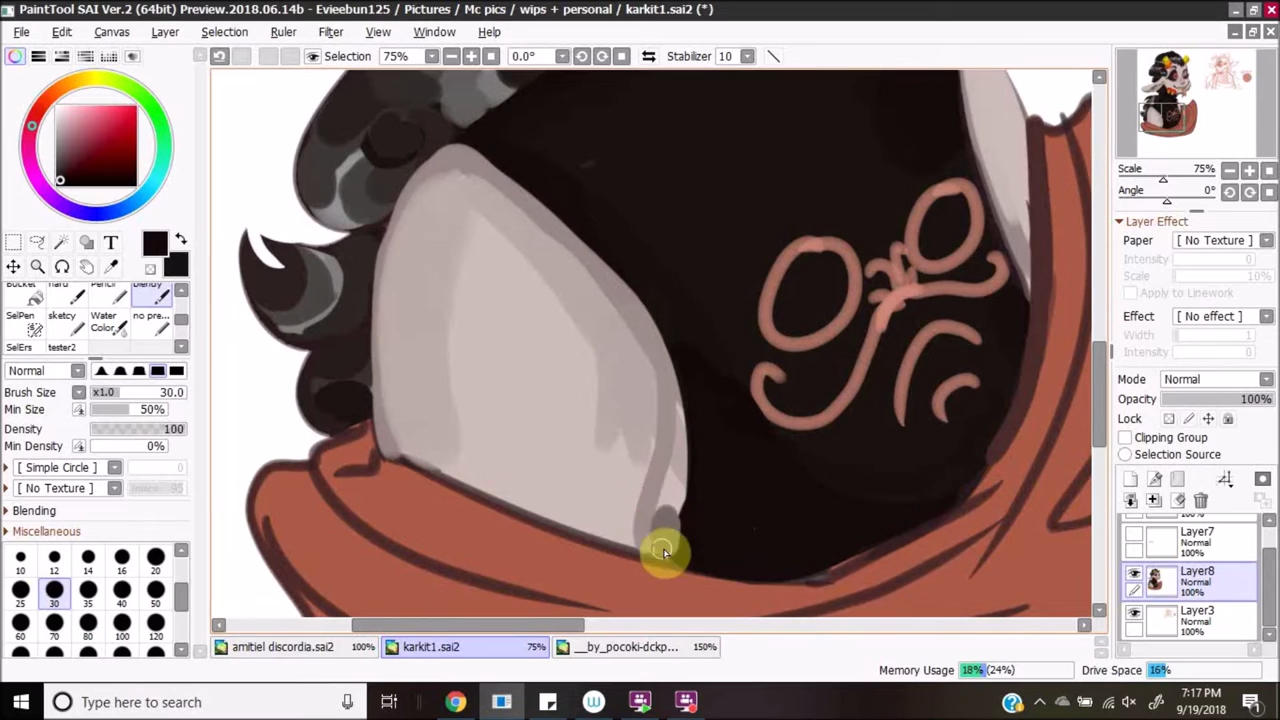 PaintTool SAI Ver.2 (64bit) Preview.2018.06.14b - Evieebun125 / Pictures / Mc pics / wips + personal / karkit1.sai2 (*)
File Edit Canvas Layer Selection Ruler Filter View Window Help
Selection 75% 0.0° Stabilizer 10
Scale 75%
Angle 0°
Layer Effect
Paper [ No Texture ]
Intensity 0
Scale 10%
Apply to Linework
Effect [ No effect ]
Width 1
Intensity
Mode Normal
Opacity 100%
Lock
Clipping Group
Selection Source
100%
Layer7
Normal
100%
Layer8
Normal
100%
Layer3
Normal
100%
T
Bucket hard Pencil blendy
SelPen sketcy Water Color no pre...
SelErs tester2
Normal
Brush Size x1.0 30.0
Min Size 50%
Density 100
Min Density 0%
[ Simple Circle ] 0
[ No Texture ] 95
Blending
Miscellaneous
10 12 14 16 20
25 30 35 40 50
60 70 80 100 120
amitiel discordia.sai2 100% karkit1.sai2 75% __by_pocoki-dckp... 150%
Memory Usage 18% (24%) Drive Space 16%
Type here to search
7:17 PM
9/19/2018